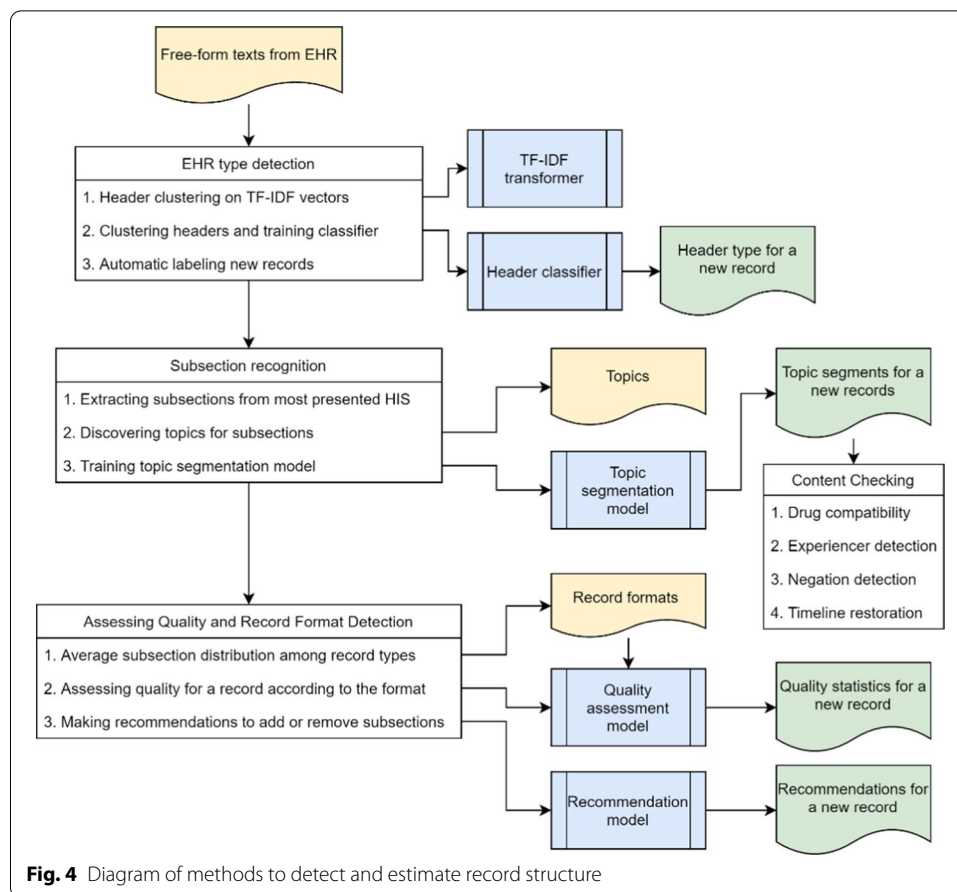 Free-form texts from EHR
EHR type detection
1. Header clustering on TF-IDF vectors
2. Clustering headers and training classifier
3. Automatic labeling new records
TF-IDF
transformer
Header classifier
Header type for a
new record
Subsection recognition
1. Extracting subsections from most presented HIS
2. Discovering topics for subsections
3. Training topic segmentation model
Topics
Topic
segmentation
model
Topic segments for a
new records
Content Checking
1. Drug compatibility
2. Experiencer detection
3. Negation detection
4. Timeline restoration
Assessing Quality and Record Format Detection
1. Average subsection distribution among record types
2. Assessing quality for a record according to the format
3. Making recommendations to add or remove subsections
Record formats
Quality
assessment
model
Quality statistics for a
new record
Recommendation
model
Recommendations for
a new record
Fig. 4 Diagram of methods to detect and estimate record structure